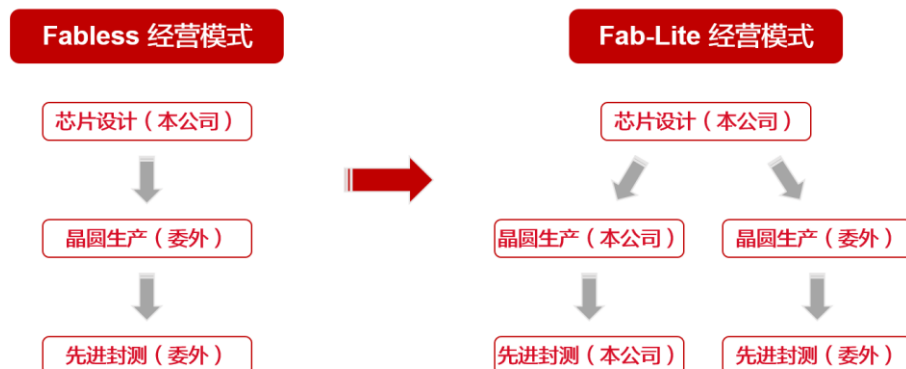 Fabless 经营模式
Fab-Lite 经营模式
芯片设计（本公司）
芯片设计（本公司）
晶圆生产（委外）
晶圆生产（本公司）
晶圆生产（委外）
先进封测（委外）
先进封测（本公司）
先进封测（委外）